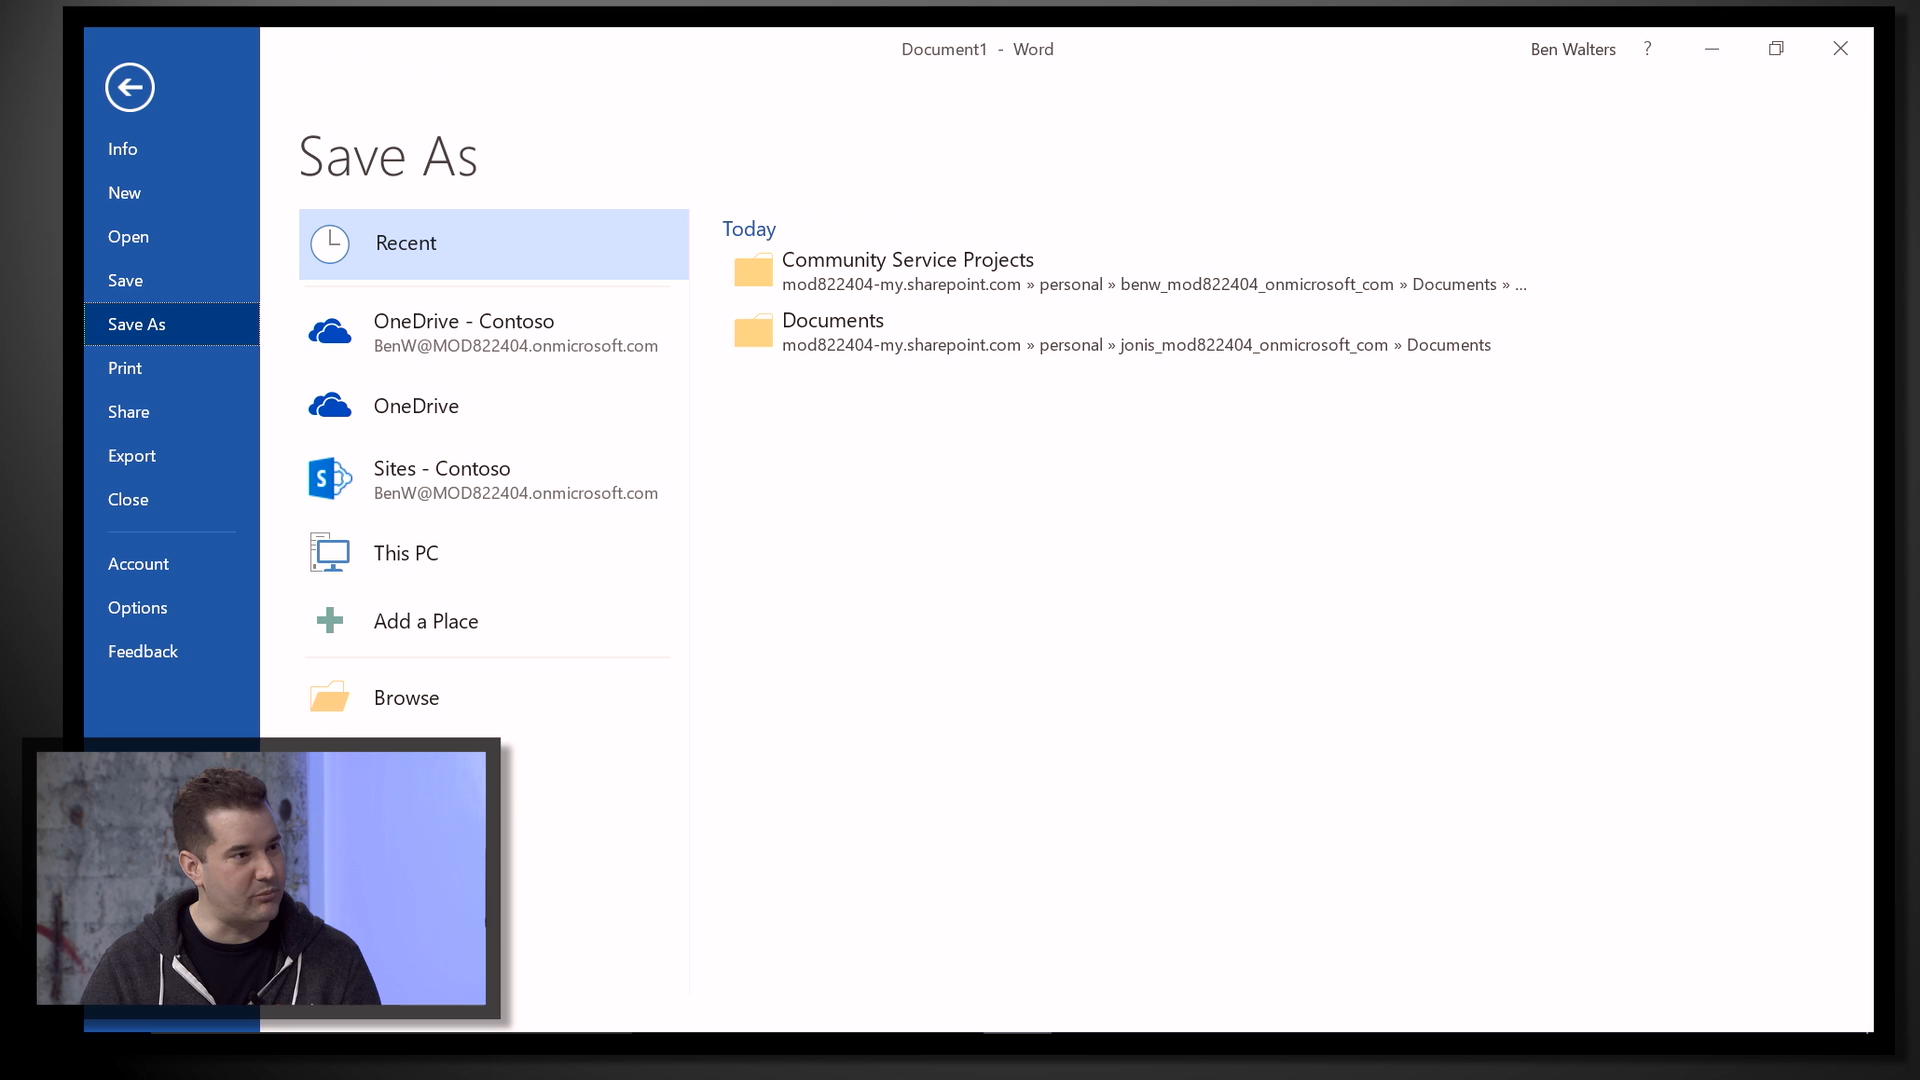 Document1 - Word
Ben Walters ?
Info
New
Open
Save
Save As
Print
Share
Export
Close
Account
Options
Feedback
Save As
Recent
OneDrive - Contoso
BenW@MOD822404.onmicrosoft.com
OneDrive
Sites - Contoso
BenW@MOD822404.onmicrosoft.com
This PC
Add a Place
Browse
Today
Community Service Projects
mod822404-my.sharepoint.com » personal » benw_mod822404_onmicrosoft_com » Documents » ...
Documents
mod822404-my.sharepoint.com » personal » jonis_mod822404_onmicrosoft_com » Documents